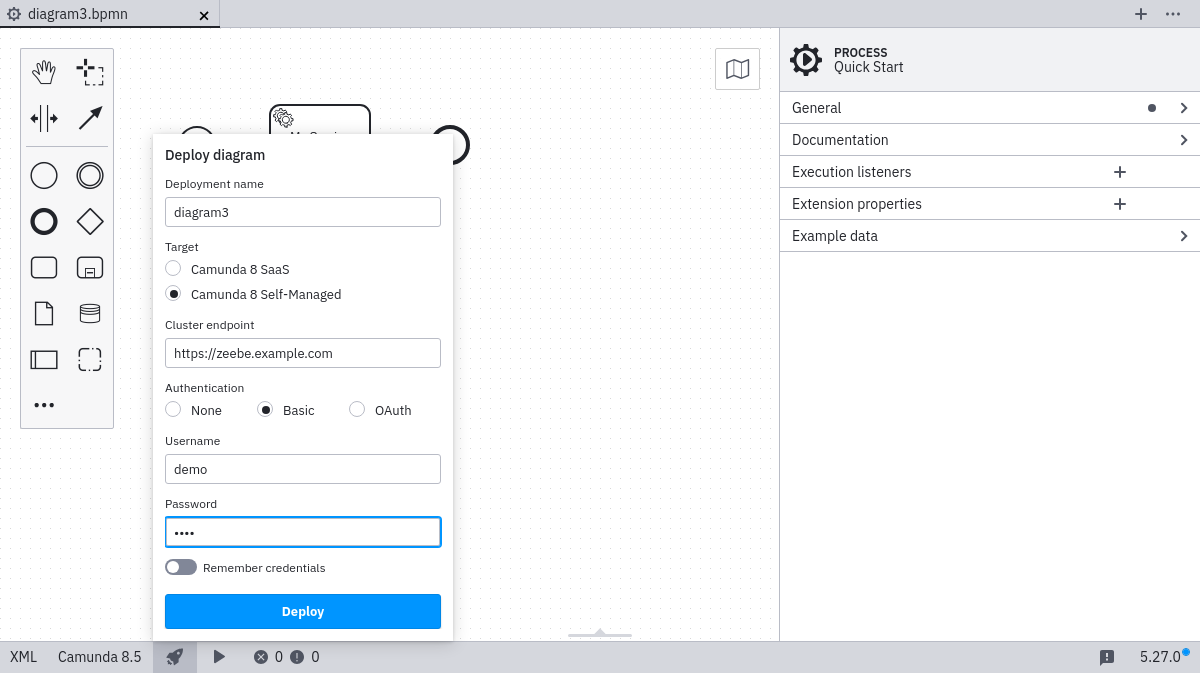 diagram3.bpmn
PROCESS
Quick Start
General
Documentation
Execution listeners
Extension properties
Example data
Deploy diagram
Deployment name
diagram3
Target
Camunda 8 SaaS
Camunda 8 Self-Managed
Cluster endpoint
https://zeebe.example.com
Authentication
None Basic OAuth
Username
demo
Password
••••
Remember credentials
Deploy
XML Camunda 8.5 0 0 5.27.0